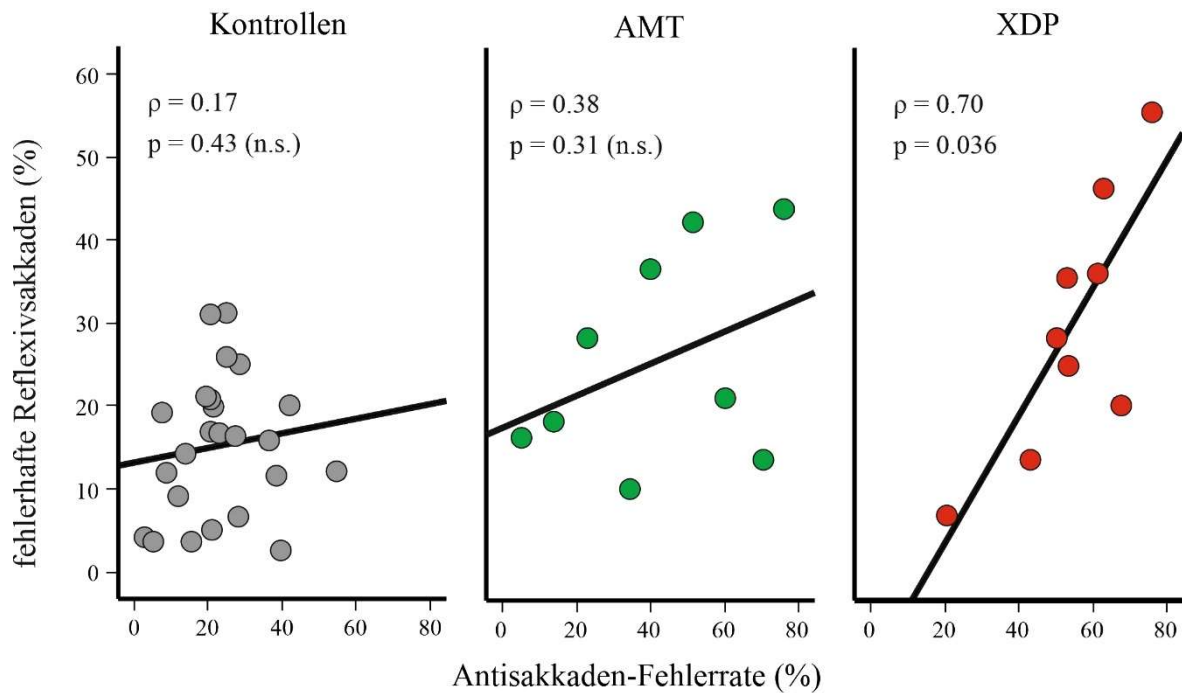 Kontrollen
AMT
XDP
ρ = 0.17
p = 0.43 (n.s.)
ρ = 0.38
p = 0.31 (n.s.)
ρ = 0.70
p = 0.036
fehlerhafte Reflexivsakkaden (%)
60
50
40
30
20
10
0
0 20 40 60 80
0 20 40 60 80
0 20 40 60 80
Antisakkaden-Fehlerrate (%)